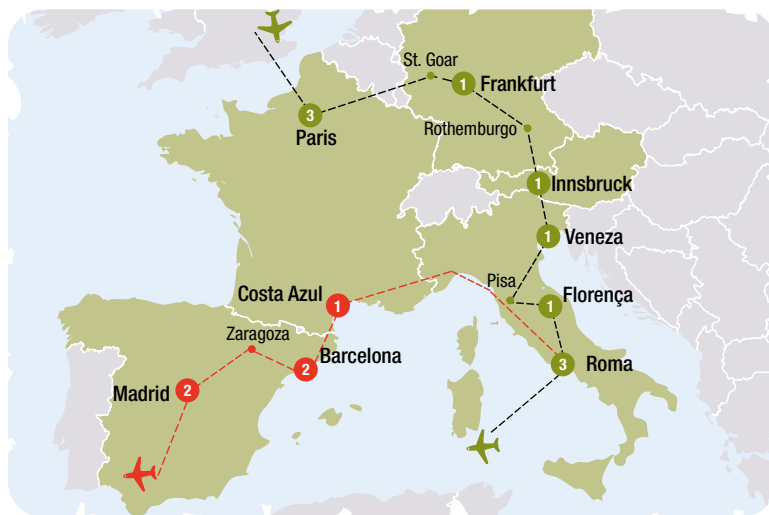 St. Goar
1
Frankfurt
3
Paris
Rothemburgo
1
Innsbruck
1
Veneza
Costa Azul
1
Pisa
1
Florença
Zaragoza
2
Barcelona
3
Roma
Madrid
2